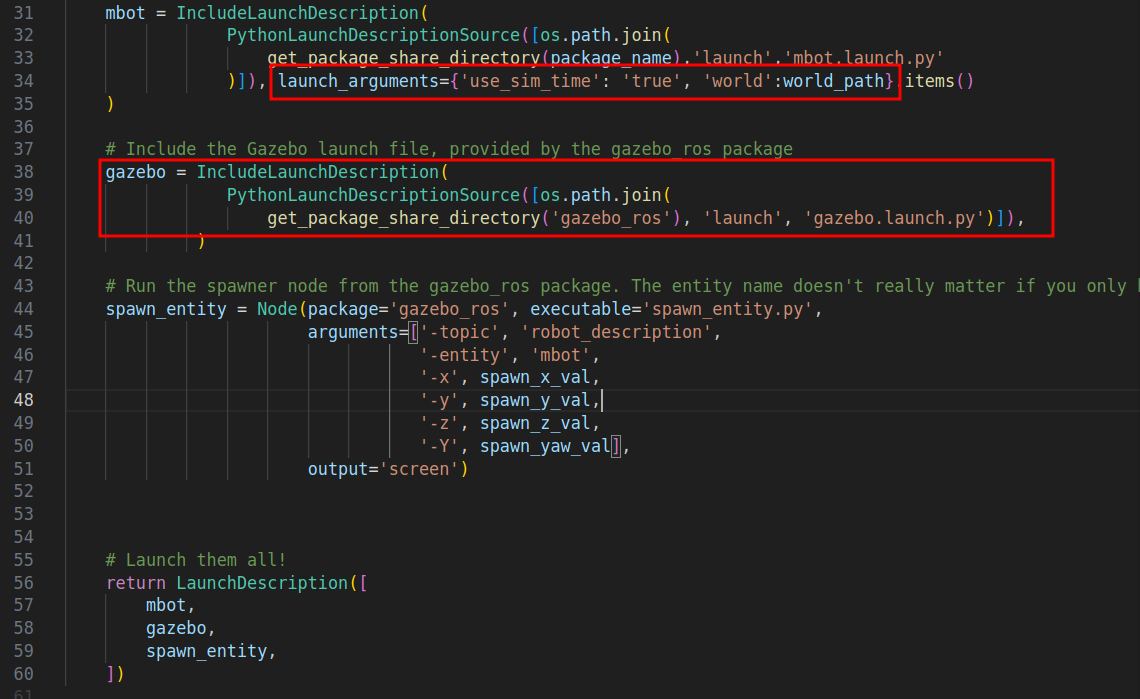 31 mbot = IncludeLaunchDescription(
32 PythonLaunchDescriptionSource([os.path.join(
33 get_package_share_directory(package_name),'launch','mbot.launch.py'
34 )]), launch_arguments={'use_sim_time': 'true', 'world':world_path}.items()
35 )
36
37 # Include the Gazebo launch file, provided by the gazebo_ros package
38 gazebo = IncludeLaunchDescription(
39 PythonLaunchDescriptionSource([os.path.join(
40 get_package_share_directory('gazebo_ros'), 'launch', 'gazebo.launch.py')]),
41 )
42
43 # Run the spawner node from the gazebo_ros package. The entity name doesn't really matter if you only
44 spawn_entity = Node(package='gazebo_ros', executable='spawn_entity.py',
45 arguments=['-topic', 'robot_description',
46 '-entity', 'mbot',
47 '-x', spawn_x_val,
48 '-y', spawn_y_val,
49 '-z', spawn_z_val,
50 '-Y', spawn_yaw_val],
51 output='screen')
52
53
54
55 # Launch them all!
56 return LaunchDescription([
57 mbot,
58 gazebo,
59 spawn_entity,
60 ])
61